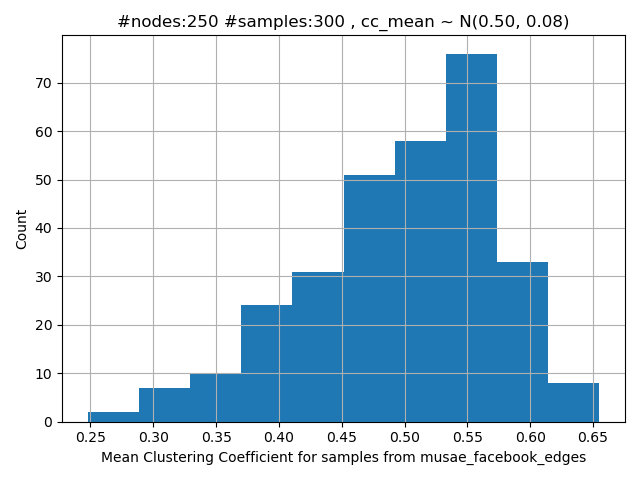 #nodes:250 #samples:300 , cc_mean ~ N(0.50, 0.08)
70
60
50
40
30
20
10
0
Count
0.25 0.30 0.35 0.40 0.45 0.50 0.55 0.60 0.65
Mean Clustering Coefficient for samples from musae_facebook_edges